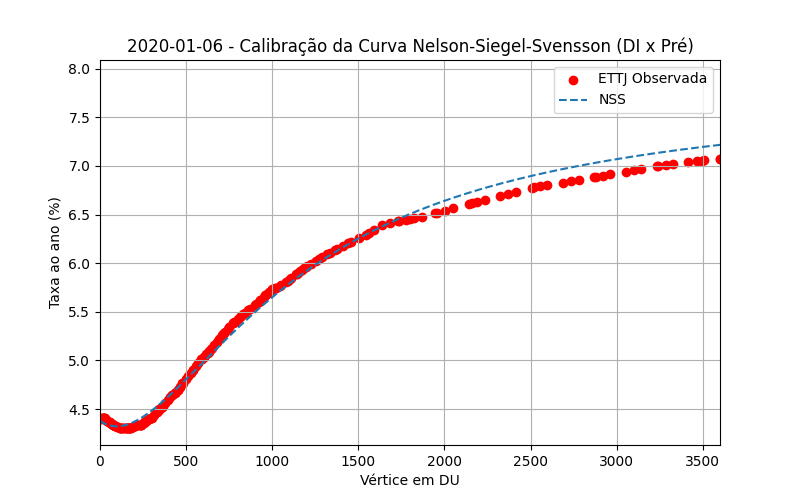 2020-01-06 - Calibração da Curva Nelson-Siegel-Svensson (DI x Pré)
8.0
7.5
7.0
6.5
6.0
5.5
5.0
4.5
Taxa ao ano (%)
ETTJ Observada
NSS
0 500 1000 1500 2000 2500 3000 3500
Vértice em DU